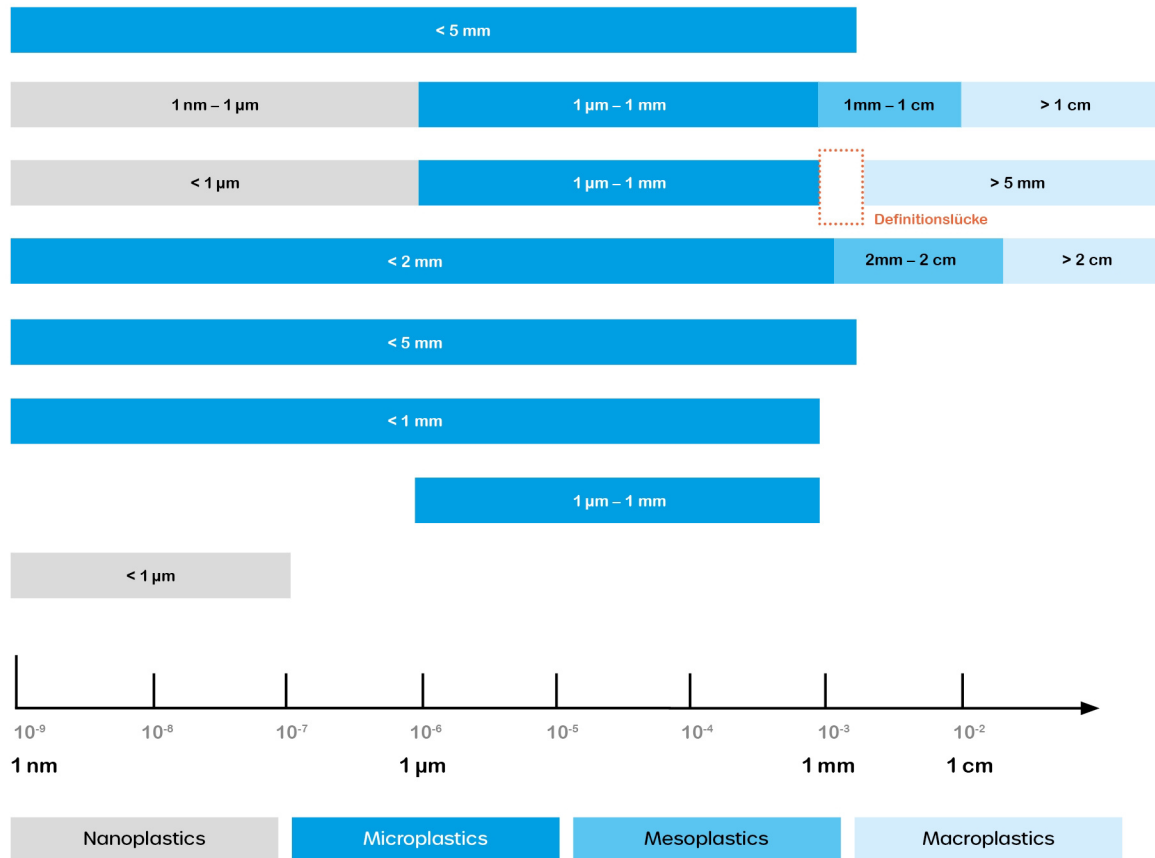 < 5 mm
1 nm – 1 µm 1 µm – 1 mm 1mm – 1 cm > 1 cm
< 1 µm 1 µm – 1 mm > 5 mm
Definitionslücke
< 2 mm 2mm – 2 cm > 2 cm
< 5 mm
< 1 mm
1 µm – 1 mm
< 1 µm
10⁻⁹ 10⁻⁸ 10⁻⁷ 10⁻⁶ 10⁻⁵ 10⁻⁴ 10⁻³ 10⁻²
1 nm 1 µm 1 mm 1 cm
Nanoplastics Microplastics Mesoplastics Macroplastics